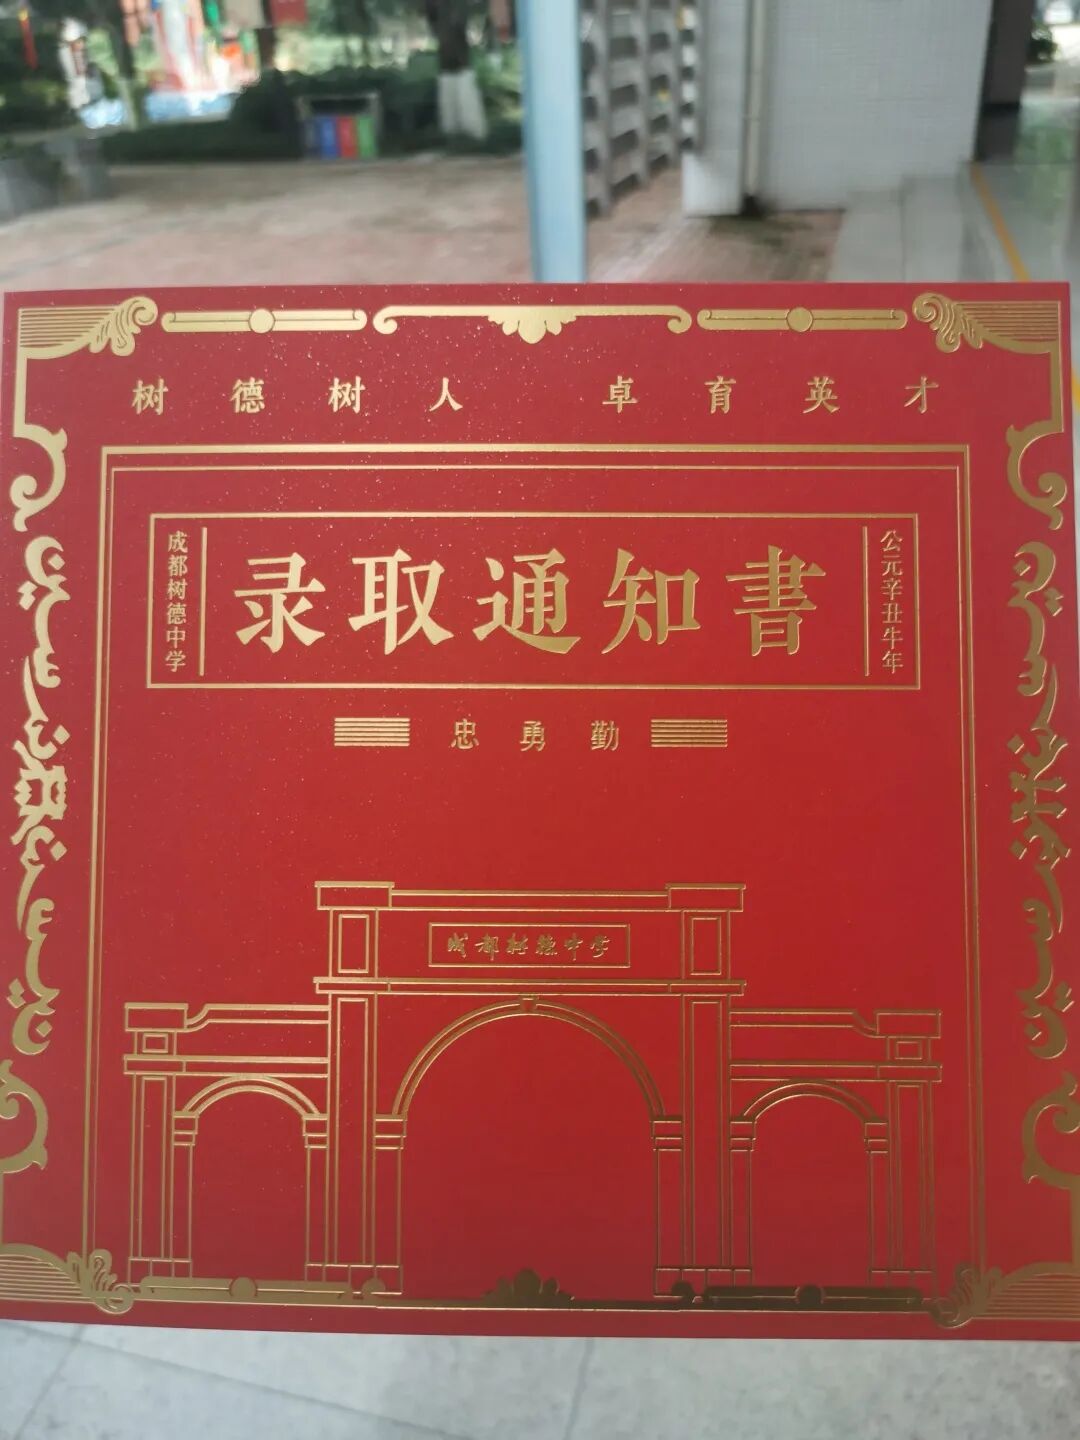 树德树人 卓育英才
成都树德中学
录取通知書
公元辛丑牛年
忠勇勤
成都树德中学